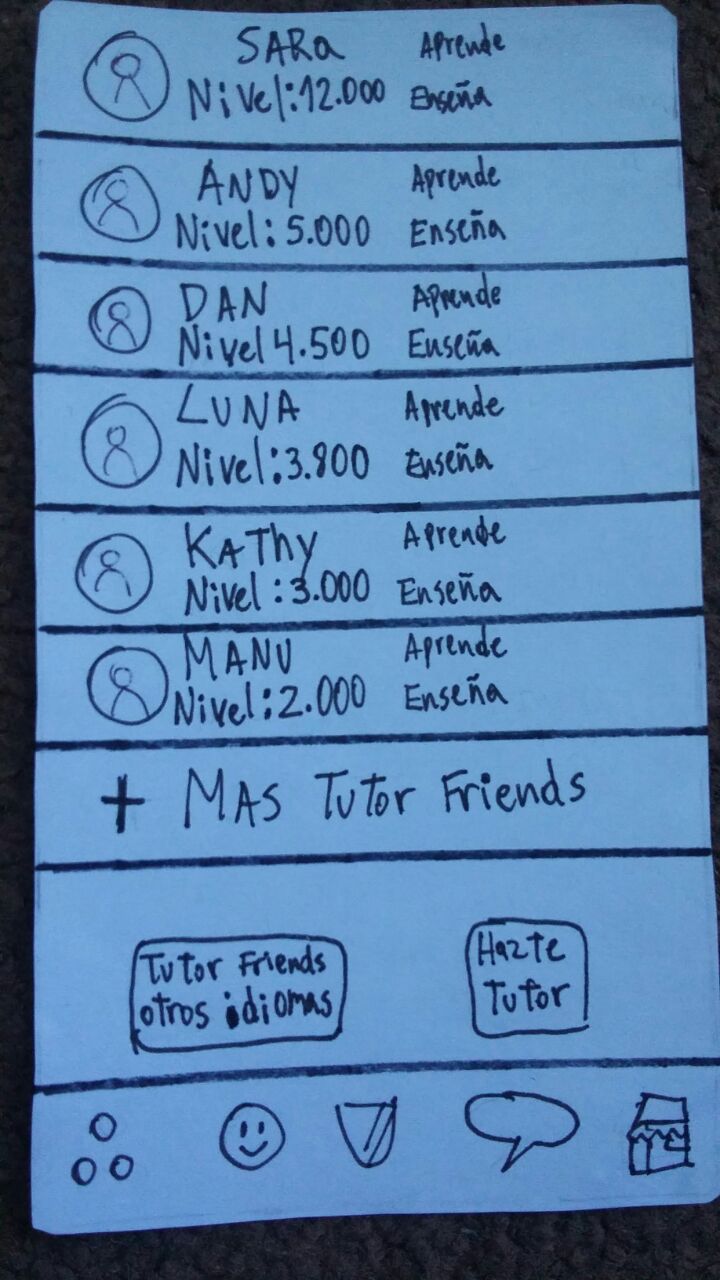 SARa Aprende
Nivel:12.000 Enseña
ANDY Aprende
Nivel:5.000 Enseña
DAN Aprende
Nivel 4.500 Enseña
LUNA Aprende
Nivel:3.800 Enseña
KAThy Aprende
Nivel:3.000 Enseña
MANU Aprende
Nivel:2.000 Enseña
+ MAS TuTor Friends
TuTor Friends
otros idiomas
Hazte
Tutor